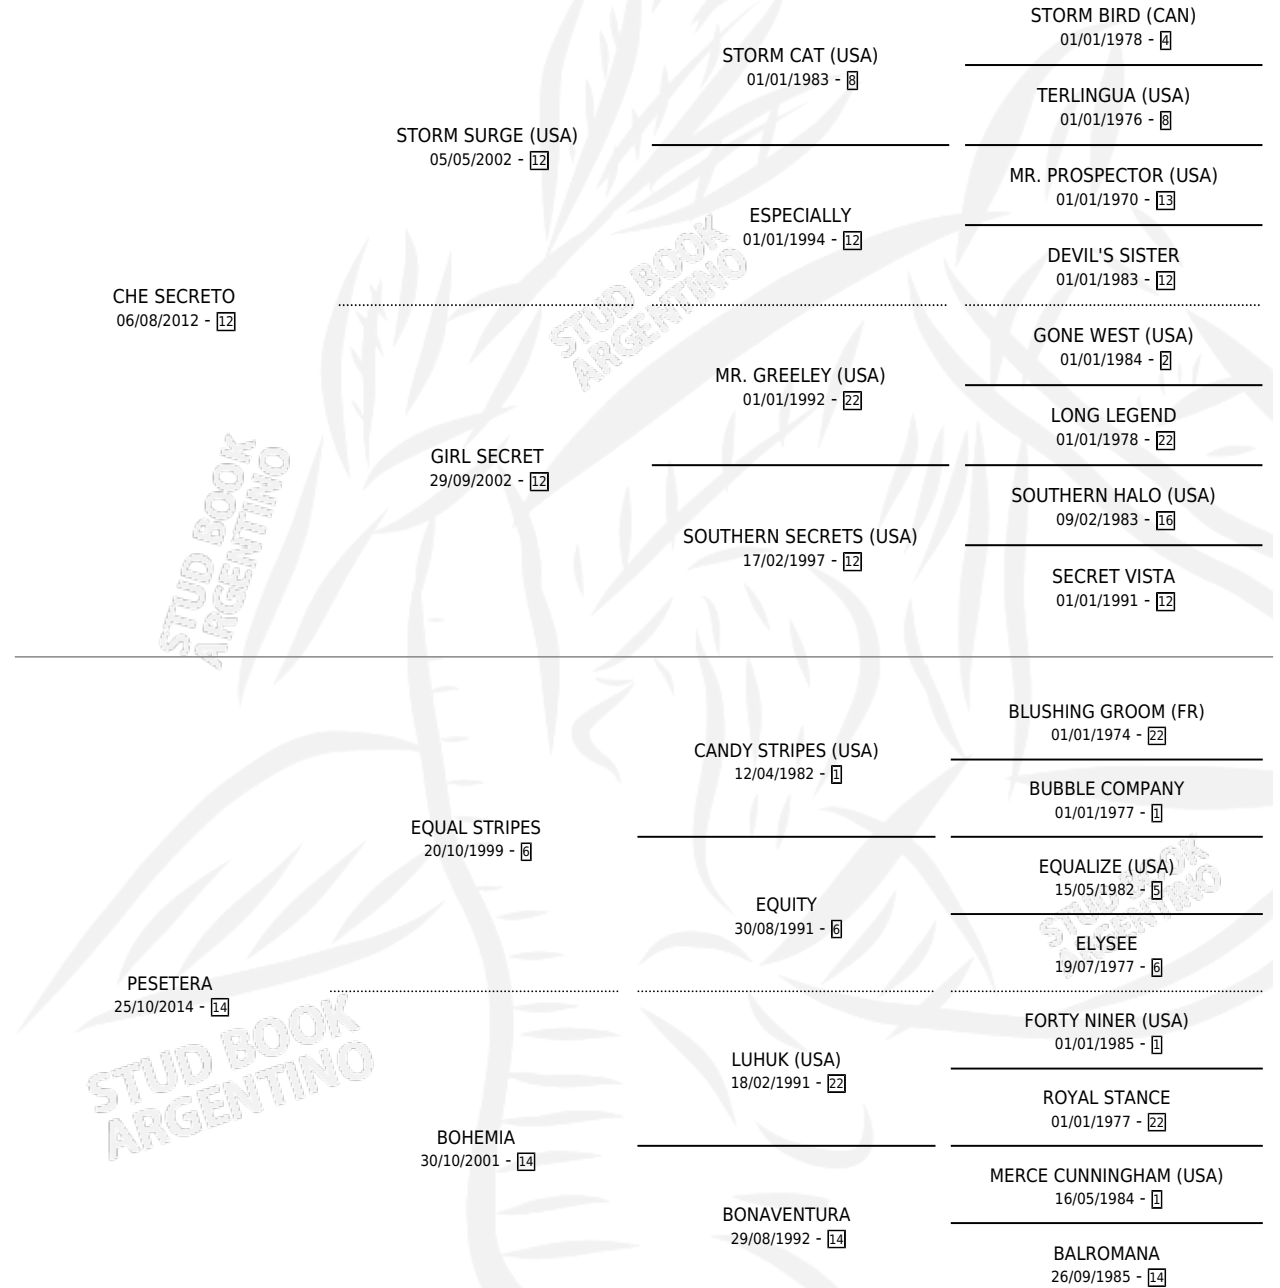 STORM BIRD (CAN)
01/01/1978 - 4
STORM CAT (USA)
01/01/1983 - 8
TERLINGUA (USA)
01/01/1976 - 8
STORM SURGE (USA)
05/05/2002 - 12
MR. PROSPECTOR (USA)
01/01/1970 - 13
ESPECIALLY
01/01/1994 - 12
DEVIL'S SISTER
01/01/1983 - 12
CHE SECRETO
06/08/2012 - 12
GONE WEST (USA)
01/01/1984 - 2
MR. GREELEY (USA)
01/01/1992 - 22
LONG LEGEND
01/01/1978 - 22
GIRL SECRET
29/09/2002 - 12
SOUTHERN HALO (USA)
09/02/1983 - 16
SOUTHERN SECRETS (USA)
17/02/1997 - 12
SECRET VISTA
01/01/1991 - 12
STUD BOOK
ARGENTINO
STUD BOOK
ARGENTINO
BLUSHING GROOM (FR)
01/01/1974 - 22
CANDY STRIPES (USA)
12/04/1982 - 1
BUBBLE COMPANY
01/01/1977 - 1
EQUAL STRIPES
20/10/1999 - 6
EQUALIZE (USA)
15/05/1982 - 5
EQUITY
30/08/1991 - 6
ELYSEE
19/07/1977 - 6
PESETERA
25/10/2014 - 14
FORTY NINER (USA)
01/01/1985 - 1
LUHUK (USA)
18/02/1991 - 22
ROYAL STANCE
01/01/1977 - 22
BOHEMIA
30/10/2001 - 14
MERCE CUNNINGHAM (USA)
16/05/1984 - 1
BONAVENTURA
29/08/1992 - 14
BALROMANA
26/09/1985 - 14
STUD BOOK
ARGENTINO
STUD BOOK
ARGENTINO